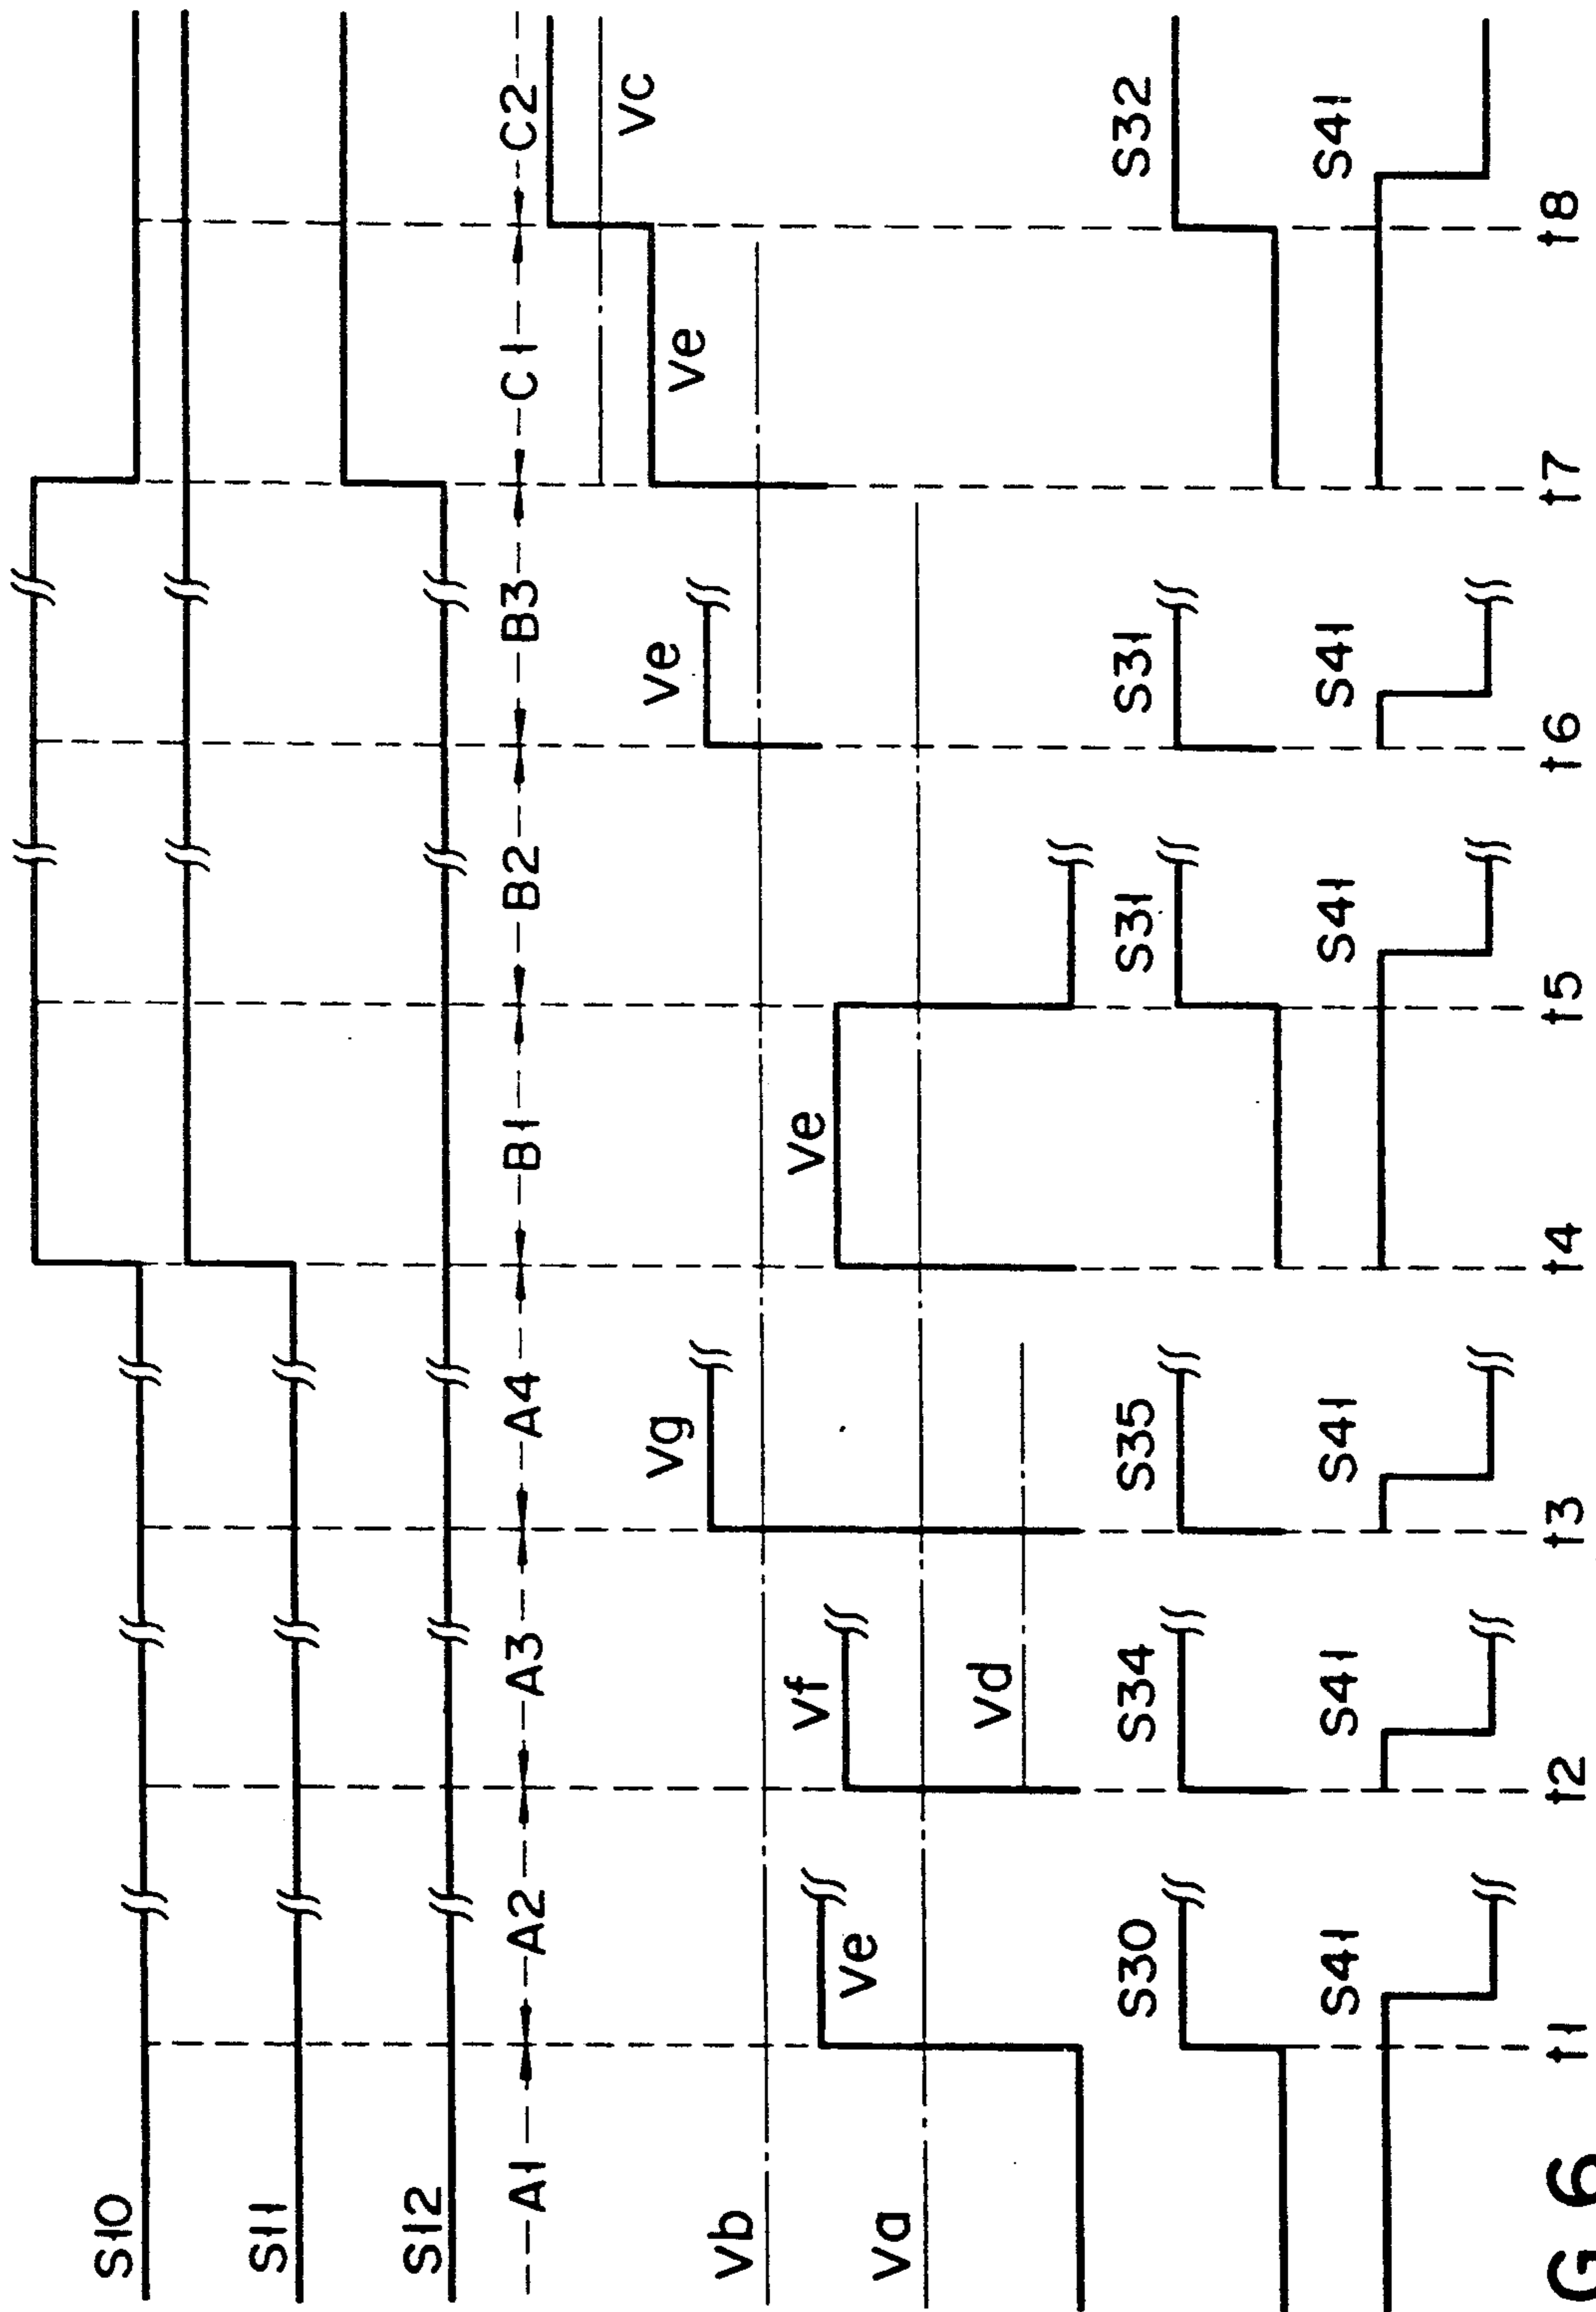 S10
S11
S12
A1 A2 A3 A4 B1 B2 B3 C1 C2
Vc
Vb Ve Vf Vg Ve Ve Ve
Va Vd
S30 S34 S35 S31 S31 S32
S41 S41 S41 S41 S41 S41
t1 t2 t3 t4 t5 t6 t7 t8
G 6